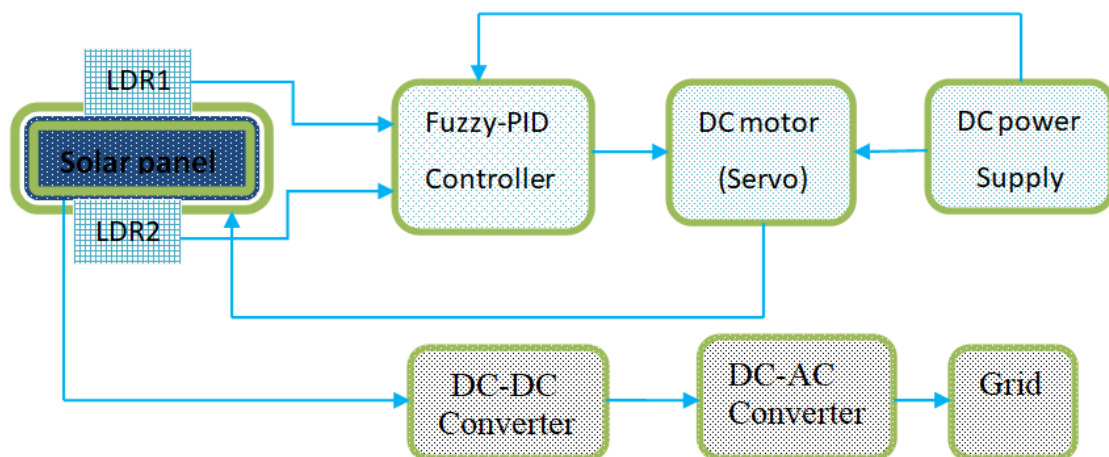 LDR1
Solar panel
LDR2
Fuzzy-PID
Controller
DC motor
(Servo)
DC power
Supply
DC-DC
Converter
DC-AC
Converter
Grid